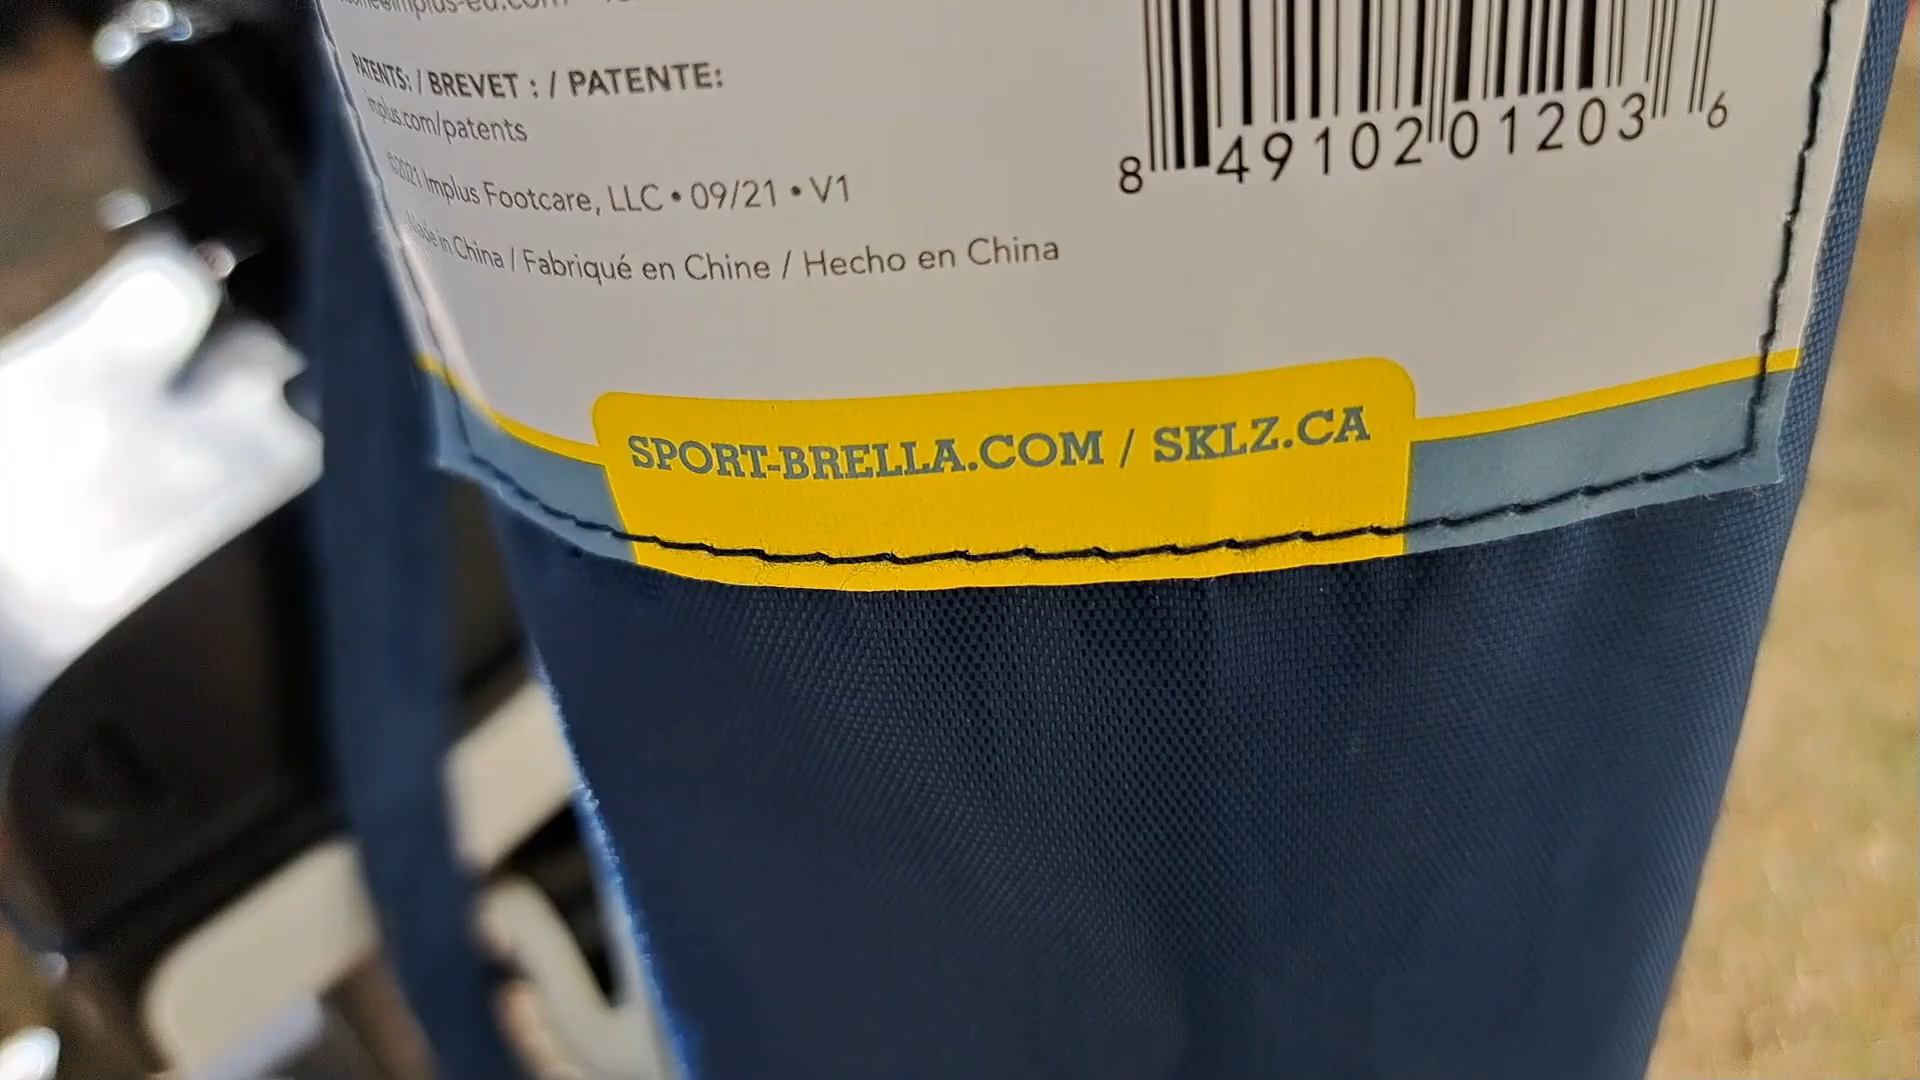 PATENTS: / BREVET : / PATENTE:
implus.com/patents
©2021 Implus Footcare, LLC • 09/21 • V1
Made in China / Fabriqué en Chine / Hecho en China
8 49102 01203 6
SPORT-BRELLA.COM / SKLZ.CA